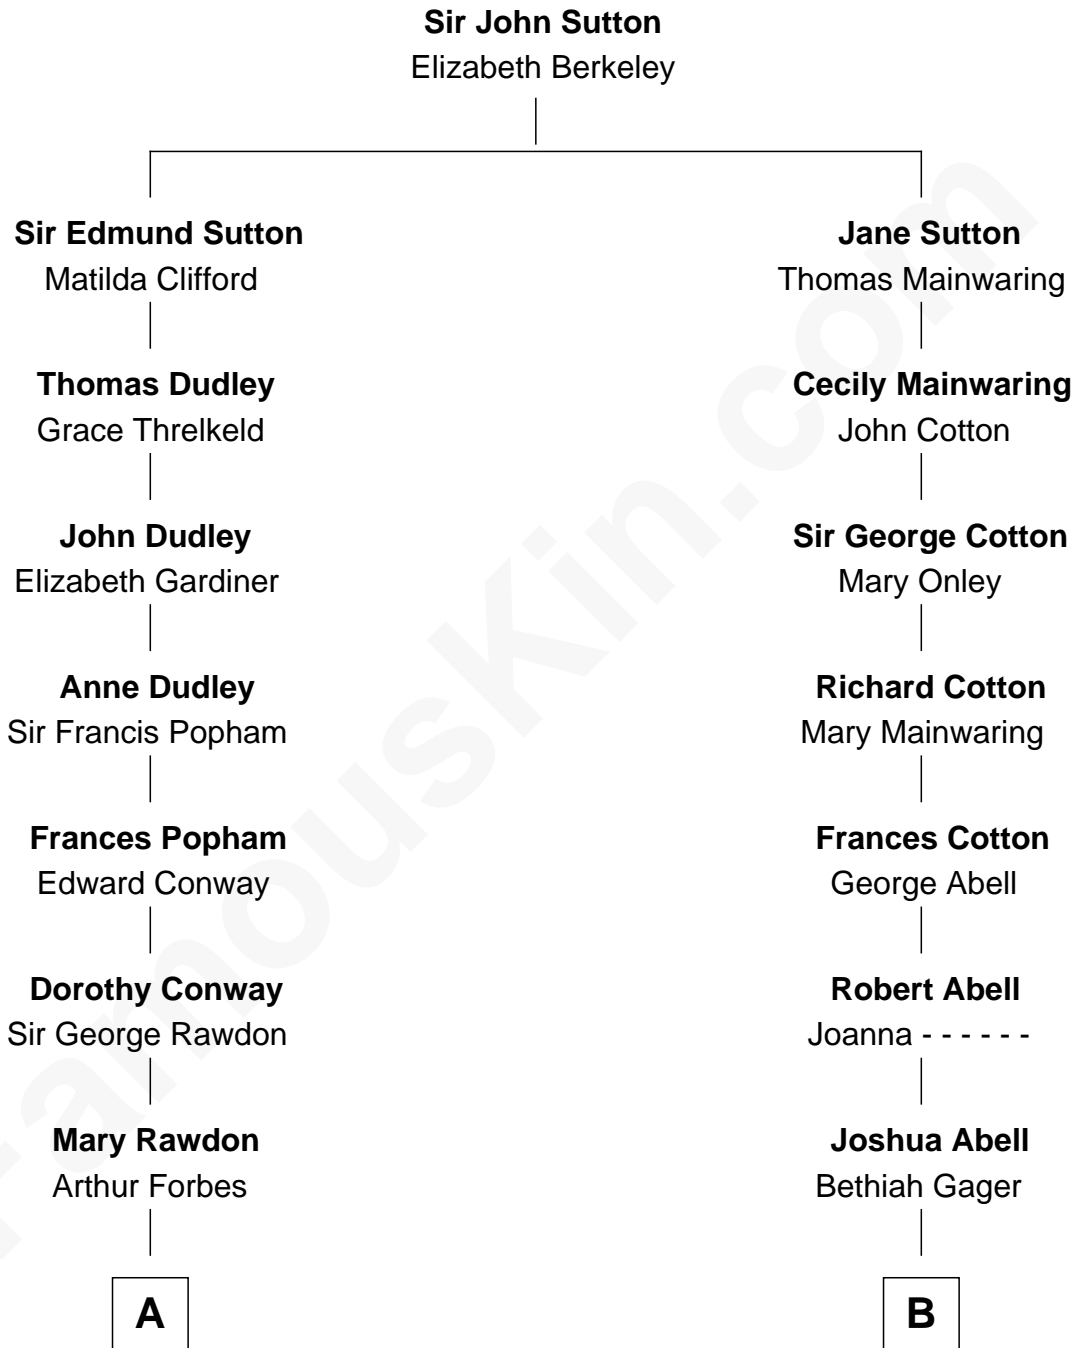 Sir John Sutton
Elizabeth Berkeley
Sir Edmund Sutton
Matilda Clifford
Jane Sutton
Thomas Mainwaring
Thomas Dudley
Grace Threlkeld
Cecily Mainwaring
John Cotton
John Dudley
Elizabeth Gardiner
Sir George Cotton
Mary Onley
Anne Dudley
Sir Francis Popham
Richard Cotton
Mary Mainwaring
Frances Popham
Edward Conway
Frances Cotton
George Abell
Dorothy Conway
Sir George Rawdon
Robert Abell
Joanna - - - - - -
Mary Rawdon
Arthur Forbes
Joshua Abell
Bethiah Gager
A
B
FamousKin.com